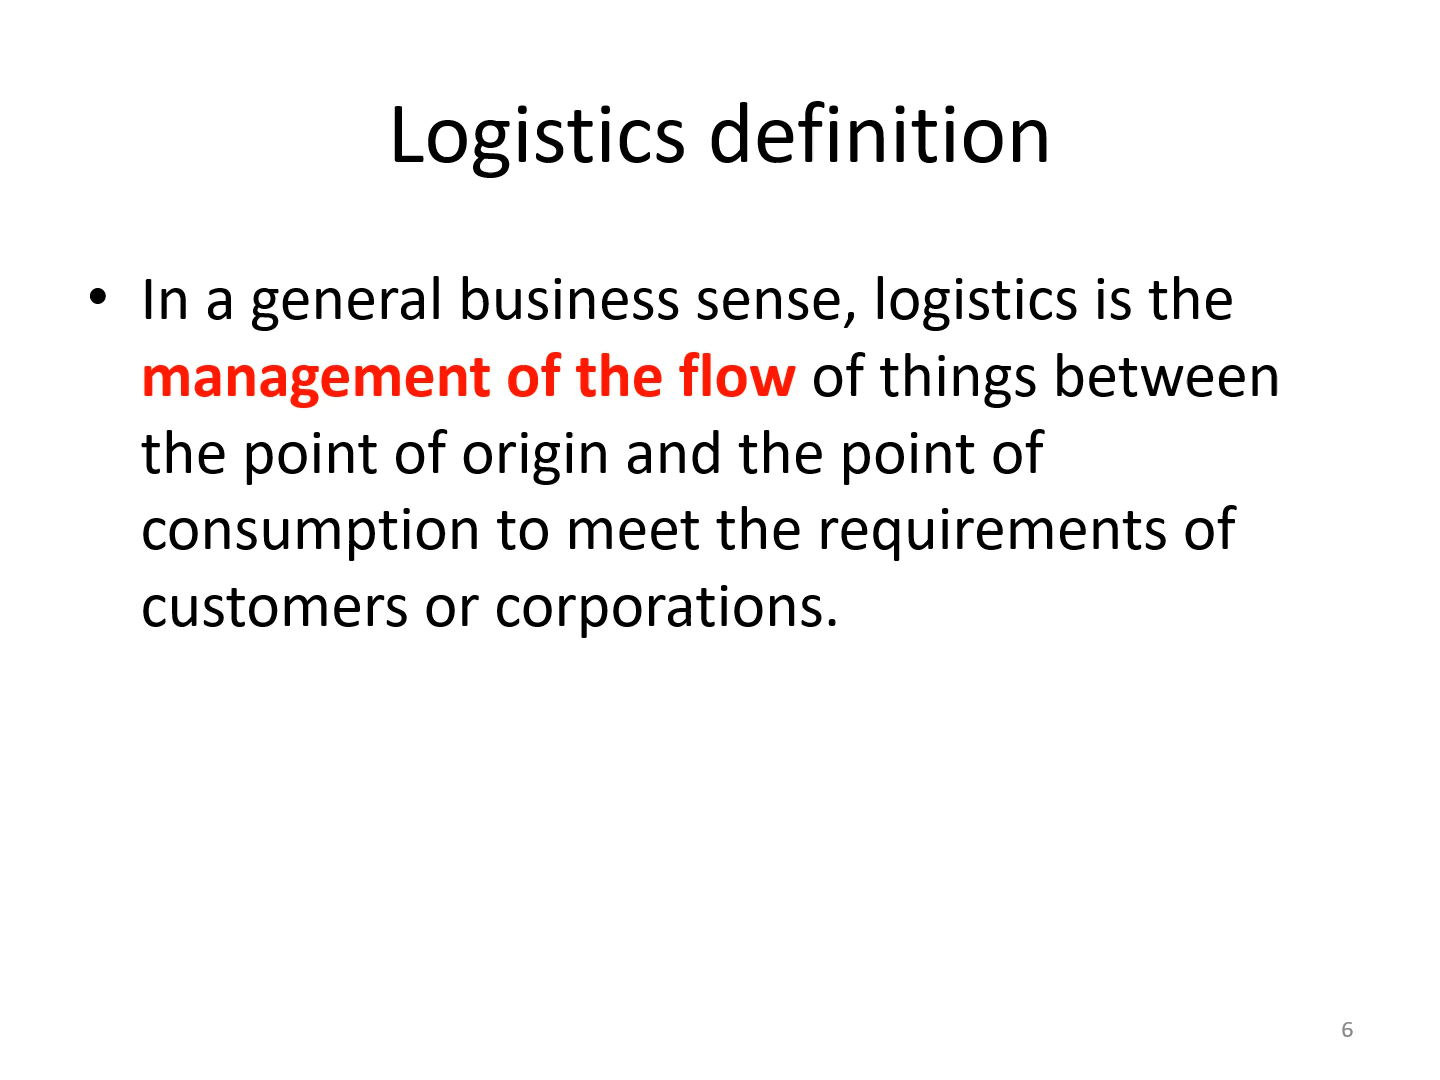 Logistics definition
• In a general business sense, logistics is the
management of the flow of things between
the point of origin and the point of
consumption to meet the requirements of
customers or corporations.
6